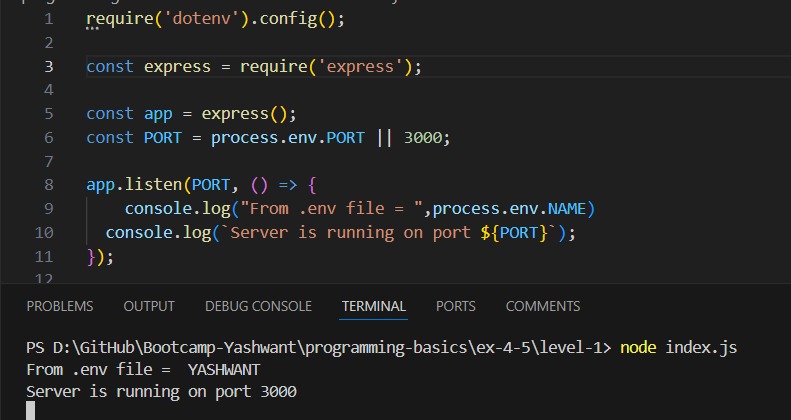 1 require('dotenv').config();
2
3 const express = require('express');
4
5 const app = express();
6 const PORT = process.env.PORT || 3000;
7
8 app.listen(PORT, () => {
9 console.log("From .env file = ",process.env.NAME)
10 console.log(`Server is running on port ${PORT}`);
11 });
12
PROBLEMS OUTPUT DEBUG CONSOLE TERMINAL PORTS COMMENTS
PS D:\GitHub\Bootcamp-Yashwant\programming-basics\ex-4-5\level-1> node index.js
From .env file =  YASHWANT
Server is running on port 3000